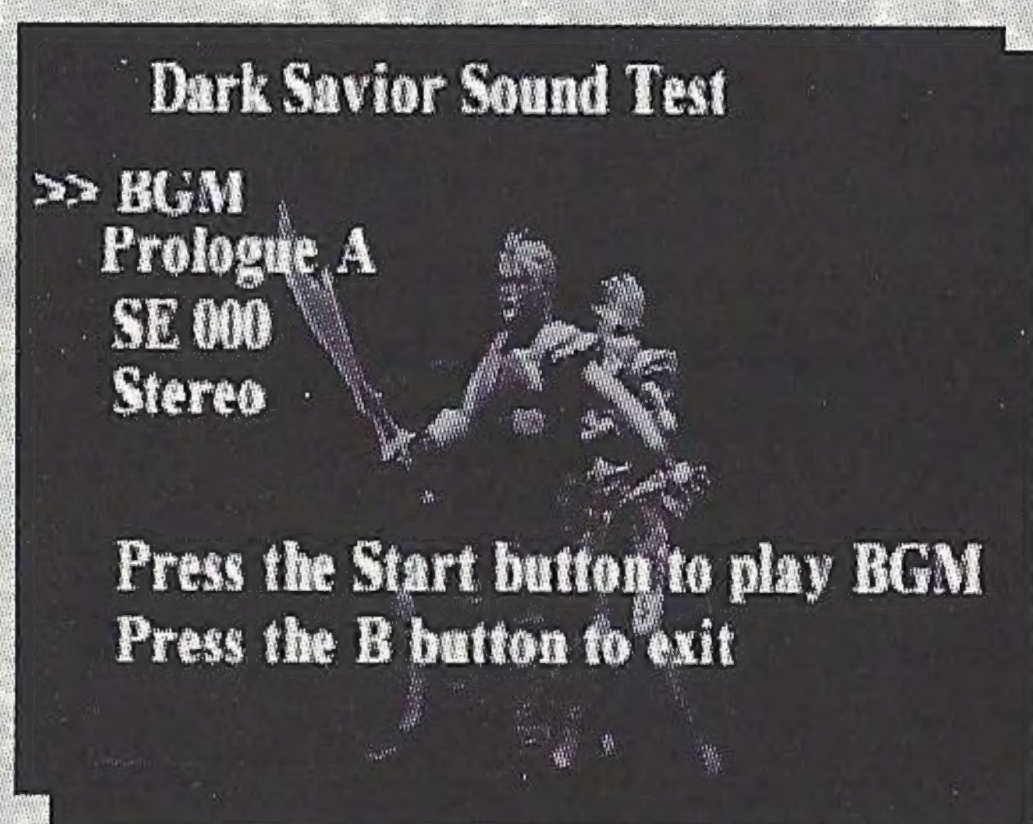 Dark Savior Sound Test
>> BGM
Prologue A
SE 000
Stereo
Press the Start button to play BGM
Press the B button to exit